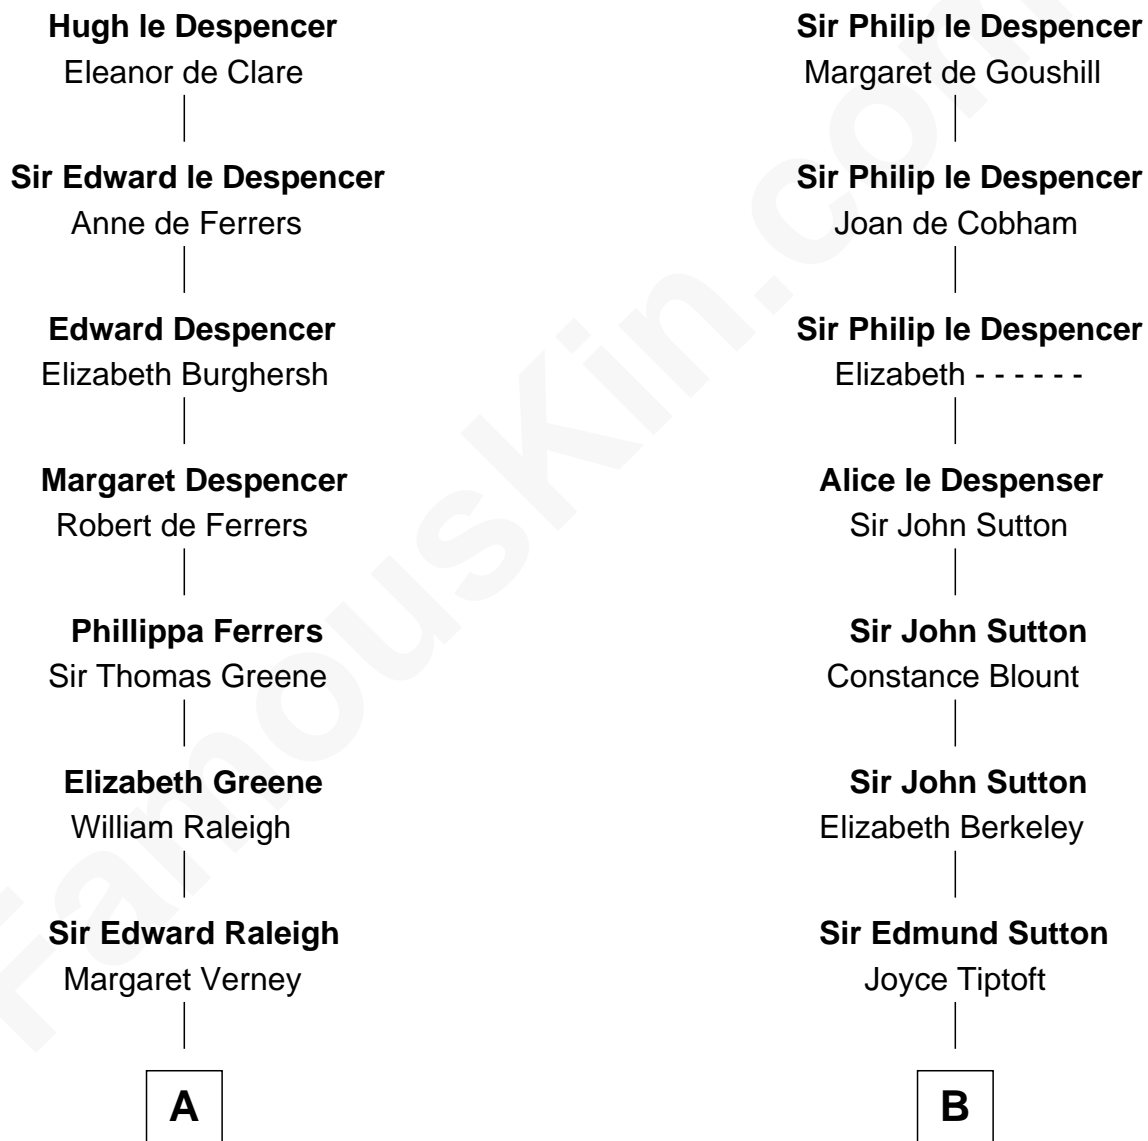 Hugh le Despencer
Eleanor de Clare
Sir Edward le Despencer
Anne de Ferrers
Edward Despencer
Elizabeth Burghersh
Margaret Despencer
Robert de Ferrers
Phillippa Ferrers
Sir Thomas Greene
Elizabeth Greene
William Raleigh
Sir Edward Raleigh
Margaret Verney
A
Sir Philip le Despencer
Margaret de Goushill
Sir Philip le Despencer
Joan de Cobham
Sir Philip le Despencer
Elizabeth - - - - - -
Alice le Despenser
Sir John Sutton
Sir John Sutton
Constance Blount
Sir John Sutton
Elizabeth Berkeley
Sir Edmund Sutton
Joyce Tiptoft
B
FamousKin.com